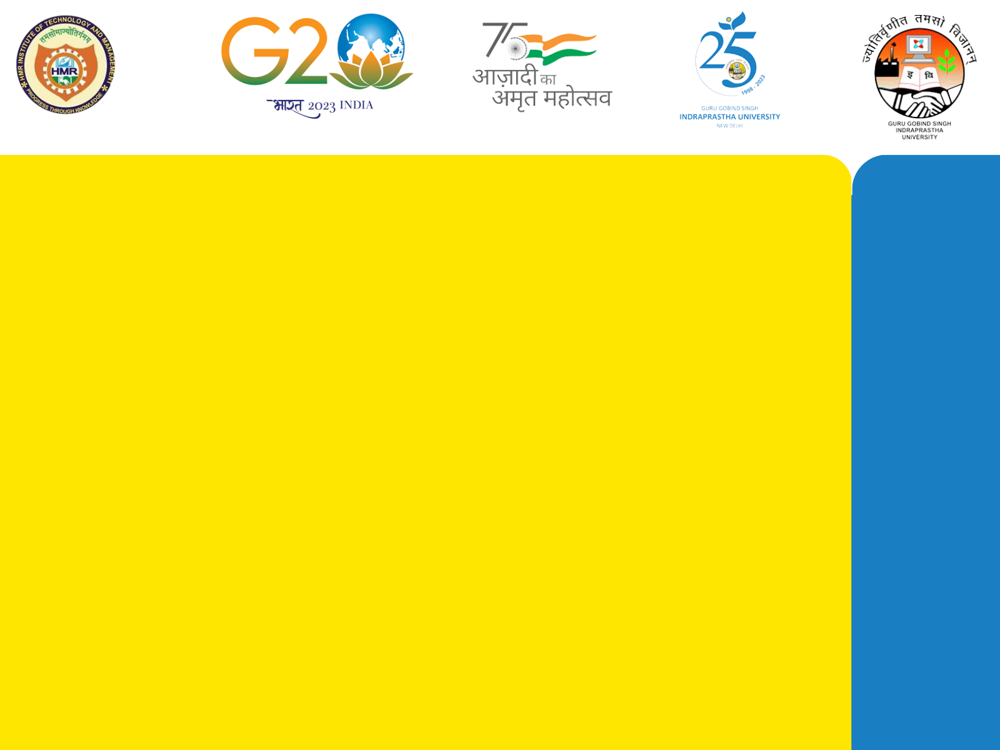 HMR INSTITUTE OF TECHNOLOGY AND MANAGEMENT
तमसोमाज्योतिर्गमय
HMR
PROGRESS THROUGH KNOWLEDGE
G20
भारत 2023 INDIA
75
आज़ादी का
अमृत महोत्सव
25
1998 - 2023
GURU GOBIND SINGH
INDRAPRASTHA UNIVERSITY
NEW DELHI
ज्योतिर्वृणीत तमसो विजानन्
इ वि
GURU GOBIND SINGH
INDRAPRASTHA
UNIVERSITY